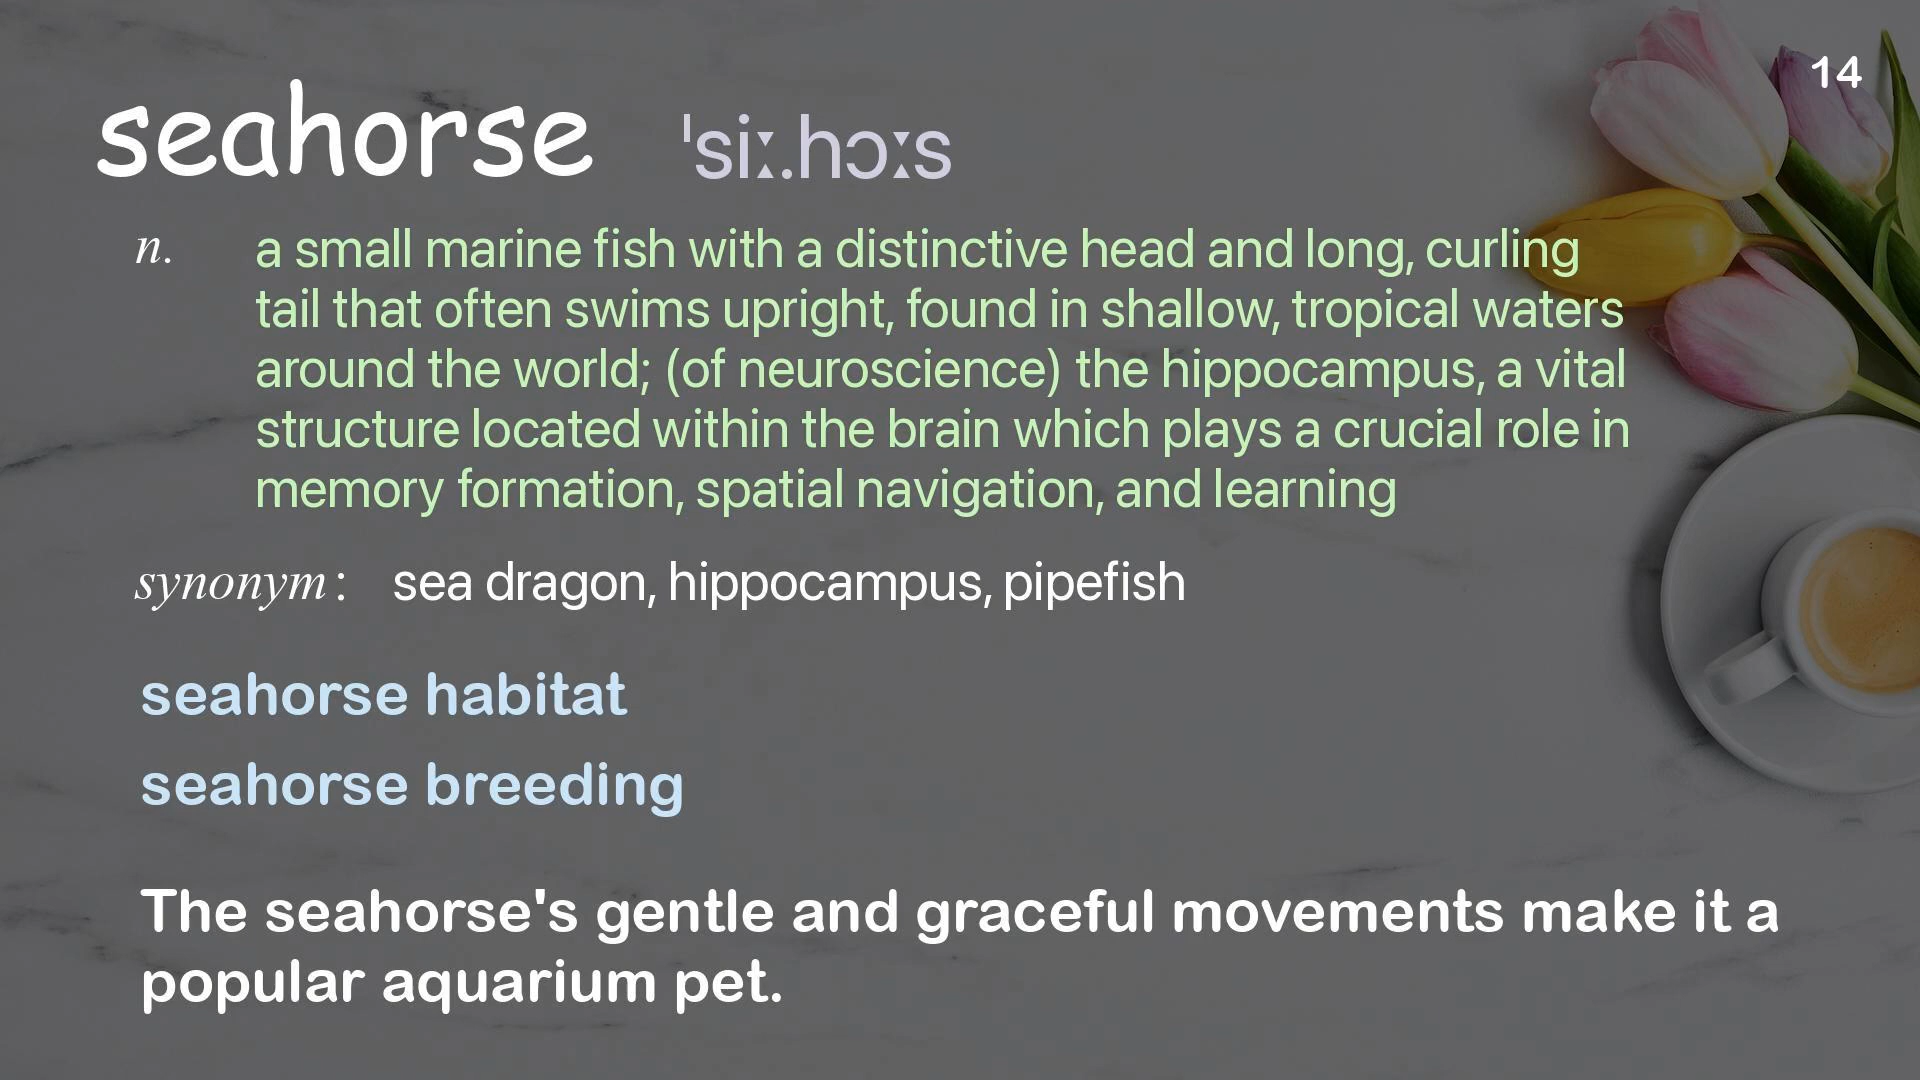 14
seahorse ˈsiː.hɔːs
n. a small marine fish with a distinctive head and long, curling
tail that often swims upright, found in shallow, tropical waters
around the world; (of neuroscience) the hippocampus, a vital
structure located within the brain which plays a crucial role in
memory formation, spatial navigation, and learning
synonym: sea dragon, hippocampus, pipefish
seahorse habitat
seahorse breeding
The seahorse's gentle and graceful movements make it a
popular aquarium pet.